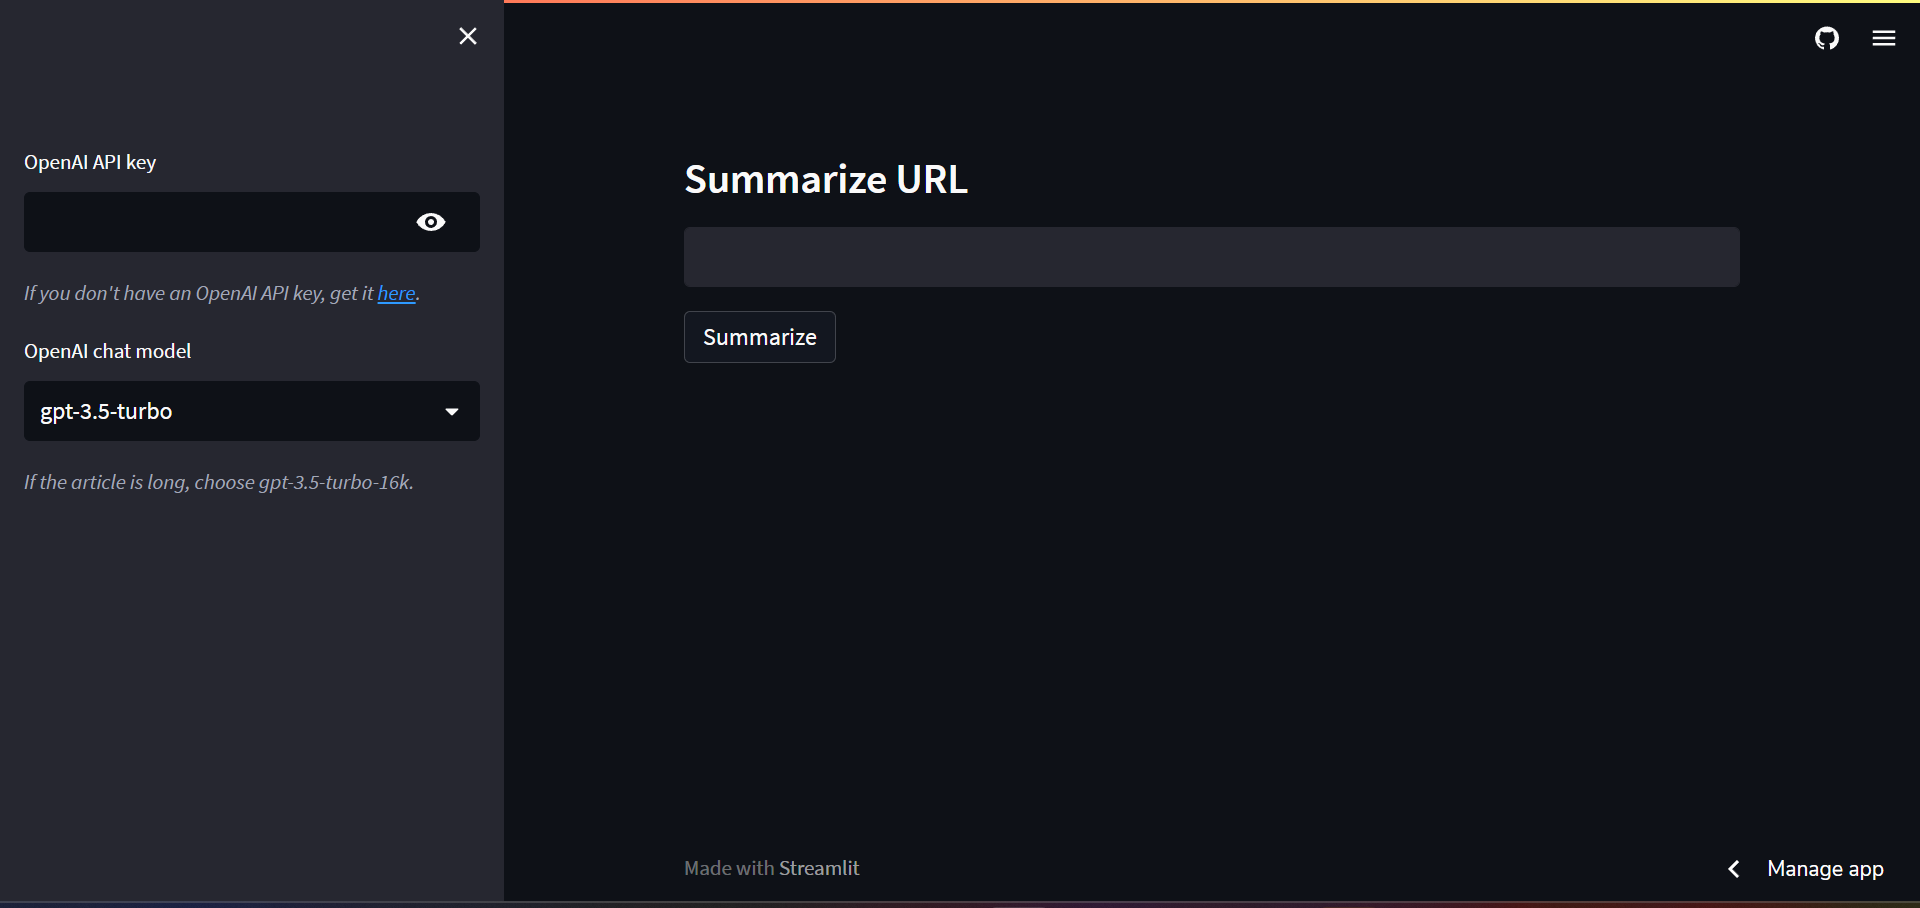 OpenAI API key
If you don't have an OpenAI API key, get it here.
OpenAI chat model
gpt-3.5-turbo
If the article is long, choose gpt-3.5-turbo-16k.
Summarize URL
Summarize
Made with Streamlit
Manage app